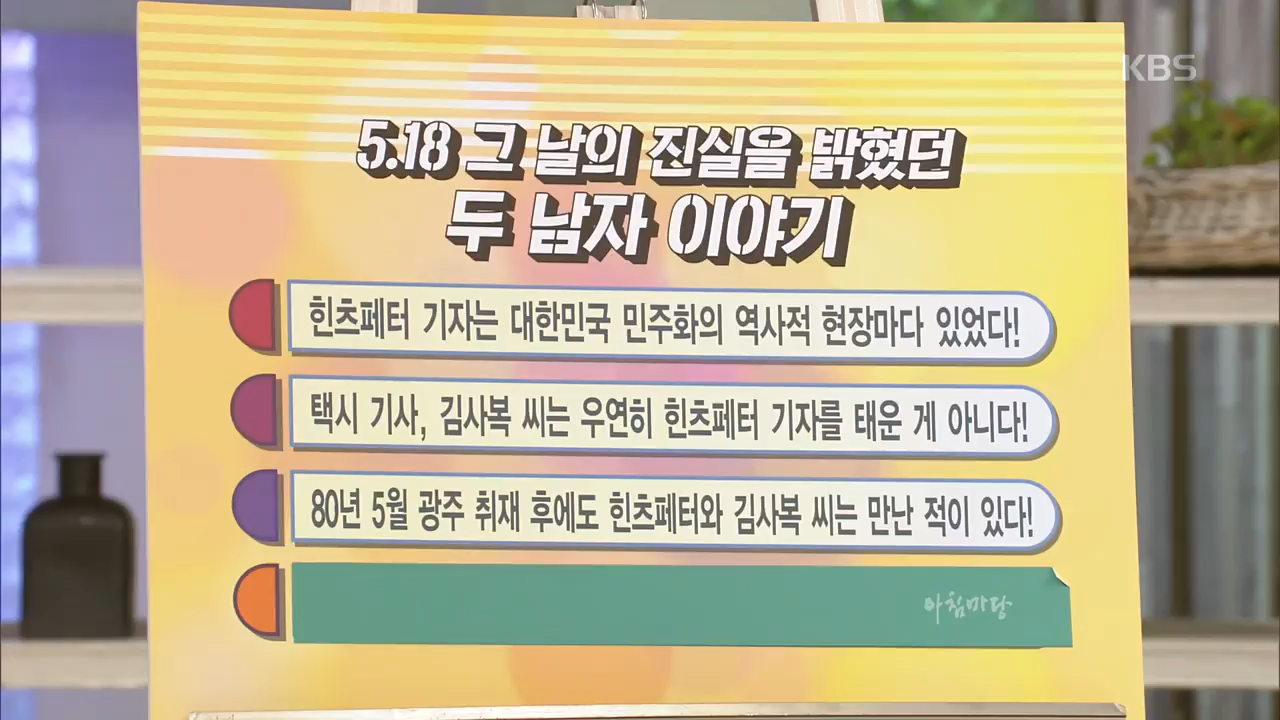 KBS
5.18 그 날의 진실을 밝혔던
두 남자 이야기
힌츠페터 기자는 대한민국 민주화의 역사적 현장마다 있었다!
택시 기사, 김사복 씨는 우연히 힌츠페터 기자를 태운 게 아니다!
80년 5월 광주 취재 후에도 힌츠페터와 김사복 씨는 만난 적이 있다!
아침마당